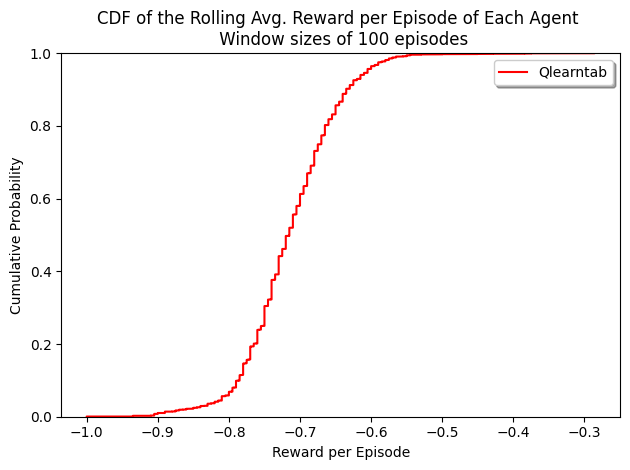 CDF of the Rolling Avg. Reward per Episode of Each Agent
Window sizes of 100 episodes
Qlearntab
Cumulative Probability
1.0
0.8
0.6
0.4
0.2
0.0
−1.0 −0.9 −0.8 −0.7 −0.6 −0.5 −0.4 −0.3
Reward per Episode